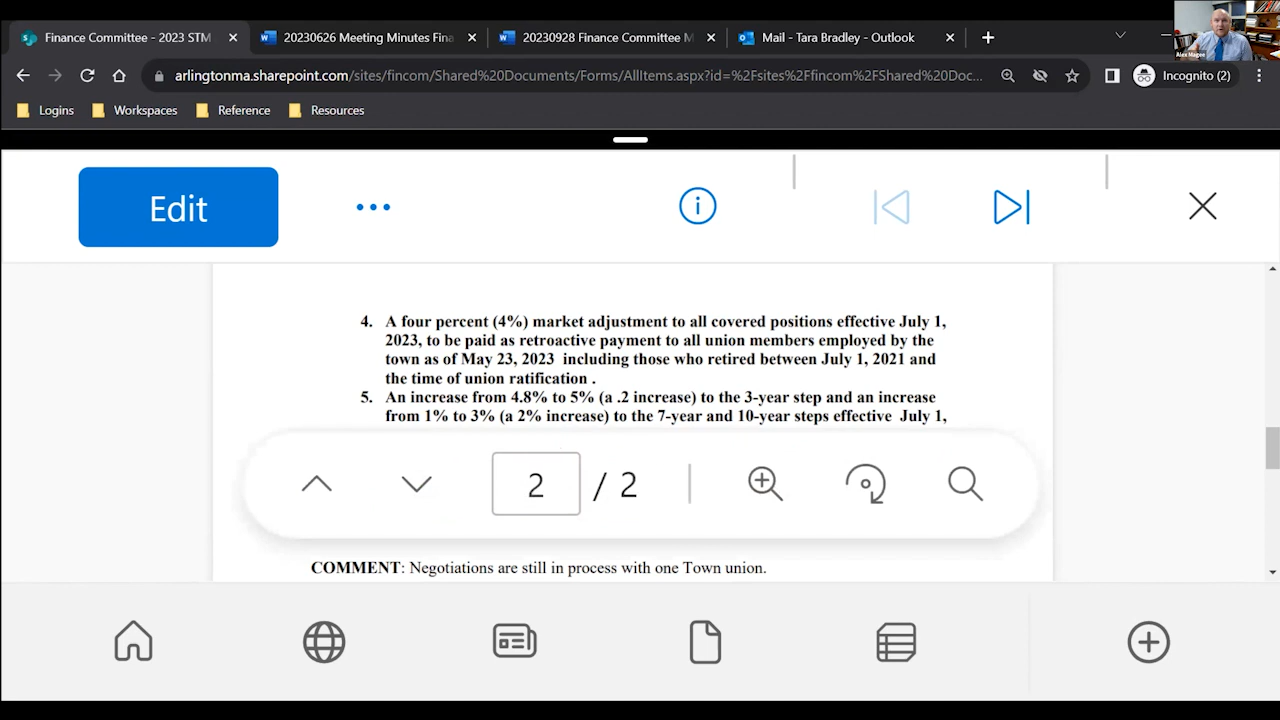 Finance Committee - 2023 STM
20230626 Meeting Minutes Fina
20230928 Finance Committee M
Mail - Tara Bradley - Outlook
Alex Magee
arlingtonma.sharepoint.com/sites/fincom/Shared%20Documents/Forms/AllItems.aspx?id=%2Fsites%2Ffincom%2FShared%20Doc...
Incognito (2)
Logins
Workspaces
Reference
Resources
Edit
4. A four percent (4%) market adjustment to all covered positions effective July 1,
2023, to be paid as retroactive payment to all union members employed by the
town as of May 23, 2023 including those who retired between July 1, 2021 and
the time of union ratification .
5. An increase from 4.8% to 5% (a .2 increase) to the 3-year step and an increase
from 1% to 3% (a 2% increase) to the 7-year and 10-year steps effective July 1,
2 / 2
COMMENT: Negotiations are still in process with one Town union.